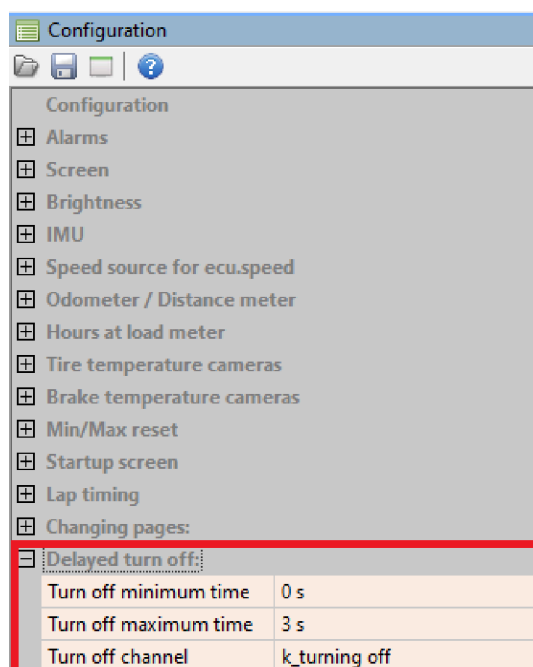 Configuration
Configuration
Alarms
Screen
Brightness
IMU
Speed source for ecu.speed
Odometer / Distance meter
Hours at load meter
Tire temperature cameras
Brake temperature cameras
Min/Max reset
Startup screen
Lap timing
Changing pages:
Delayed turn off:
Turn off minimum time 0 s
Turn off maximum time 3 s
Turn off channel k_turning off